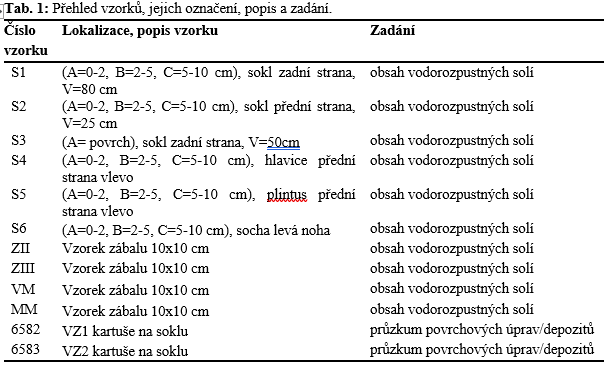 Tab. 1: Přehled vzorků, jejich označení, popis a zadání.
Číslo vzorku Lokalizace, popis vzorku Zadání
S1 (A=0-2, B=2-5, C=5-10 cm), sokl zadní strana, obsah vodorozpustných solí
V=80 cm
S2 (A=0-2, B=2-5, C=5-10 cm), sokl přední strana, obsah vodorozpustných solí
V=25 cm
S3 (A= povrch), sokl zadní strana, V=50cm obsah vodorozpustných solí
S4 (A=0-2, B=2-5, C=5-10 cm), hlavice přední obsah vodorozpustných solí
strana vlevo
S5 (A=0-2, B=2-5, C=5-10 cm), plintus přední obsah vodorozpustných solí
strana vlevo
S6 (A=0-2, B=2-5, C=5-10 cm), socha levá noha obsah vodorozpustných solí
ZII Vzorek zábalu 10x10 cm obsah vodorozpustných solí
ZIII Vzorek zábalu 10x10 cm obsah vodorozpustných solí
VM Vzorek zábalu 10x10 cm obsah vodorozpustných solí
MM Vzorek zábalu 10x10 cm obsah vodorozpustných solí
6582 VZ1 kartuše na soklu průzkum povrchových úprav/depozitů
6583 VZ2 kartuše na soklu průzkum povrchových úprav/depozitů